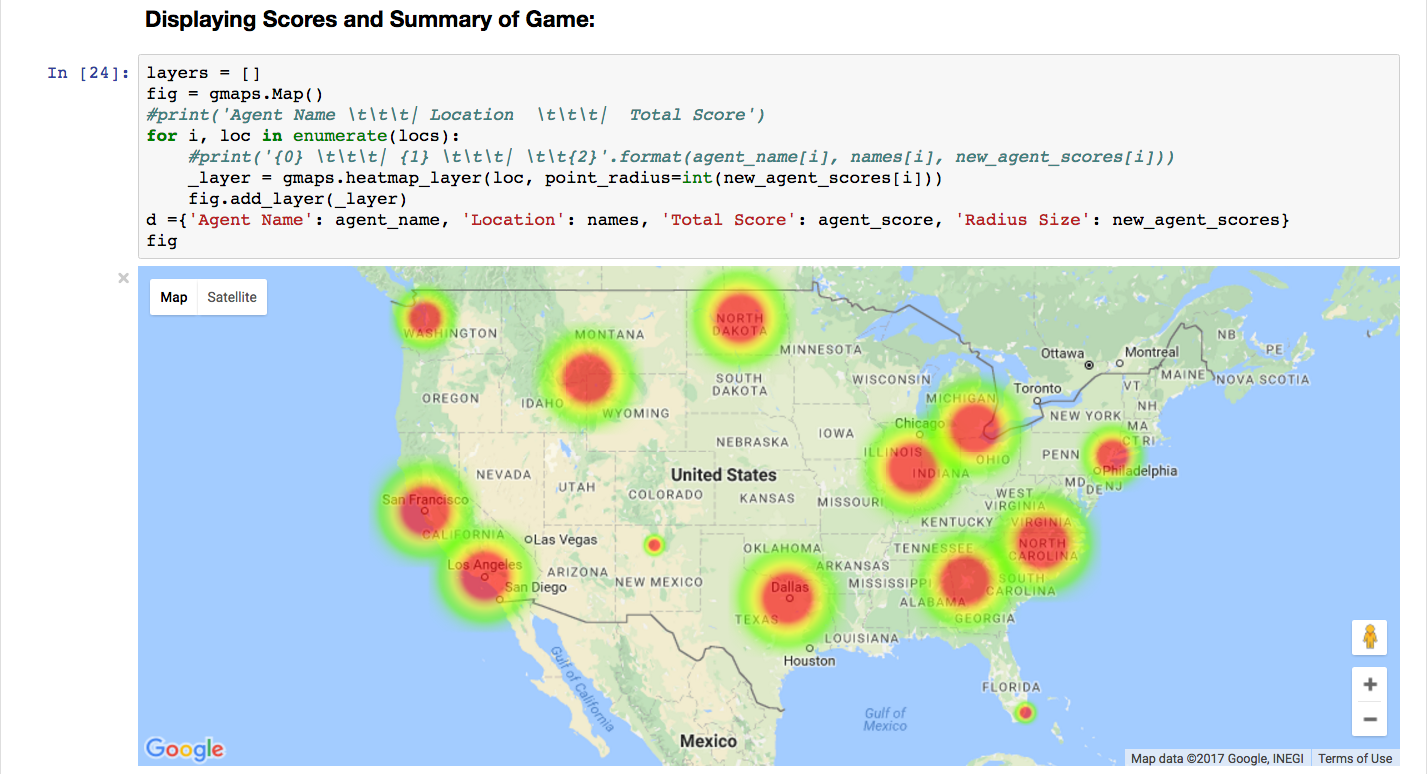 Displaying Scores and Summary of Game:
In [24]:
layers = []
fig = gmaps.Map()
#print('Agent Name \t\t\t| Location  \t\t\t|  Total Score')
for i, loc in enumerate(locs):
    #print('{0} \t\t\t| {1} \t\t\t| \t\t{2}'.format(agent_name[i], names[i], new_agent_scores[i]))
    _layer = gmaps.heatmap_layer(loc, point_radius=int(new_agent_scores[i]))
    fig.add_layer(_layer)
d ={'Agent Name': agent_name, 'Location': names, 'Total Score': agent_score, 'Radius Size': new_agent_scores}
fig
×
Map
Satellite
WASHINGTON
MONTANA
NORTH
DAKOTA
MINNESOTA
Ottawa
Montreal
NB
PE
MAINE
NOVA SCOTIA
OREGON
IDAHO
WYOMING
SOUTH
DAKOTA
WISCONSIN
MICHIGAN
Toronto
VT
NH
NEW YORK
MA
CT RI
NEVADA
UTAH
COLORADO
NEBRASKA
IOWA
Chicago
ILLINOIS
INDIANA
OHIO
PENN
Philadelphia
MD
DE
NJ
United States
KANSAS
MISSOURI
WEST
VIRGINIA
KENTUCKY
VIRGINIA
San Francisco
CALIFORNIA
Las Vegas
Los Angeles
San Diego
ARIZONA
NEW MEXICO
OKLAHOMA
ARKANSAS
TENNESSEE
NORTH
CAROLINA
MISSISSIPPI
SOUTH
CAROLINA
ALABAMA
GEORGIA
Dallas
TEXAS
LOUISIANA
Houston
FLORIDA
Gulf of California
Gulf of
Mexico
Mexico
+
−
Google
Map data ©2017 Google, INEGI
Terms of Use